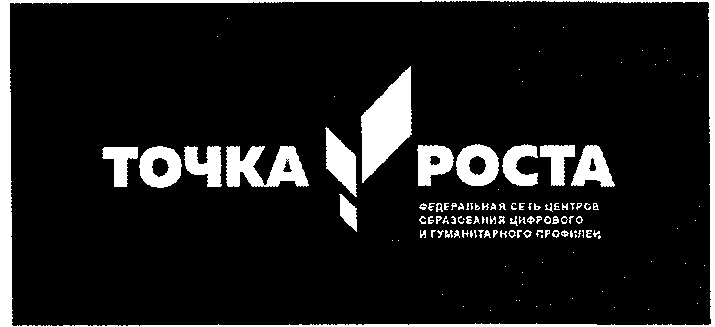 ТОЧКА РОСТА
ФЕДЕРАЛЬНАЯ СЕТЬ ЦЕНТРОВ
ОБРАЗОВАНИЯ ЦИФРОВОГО
И ГУМАНИТАРНОГО ПРОФИЛЕЙ